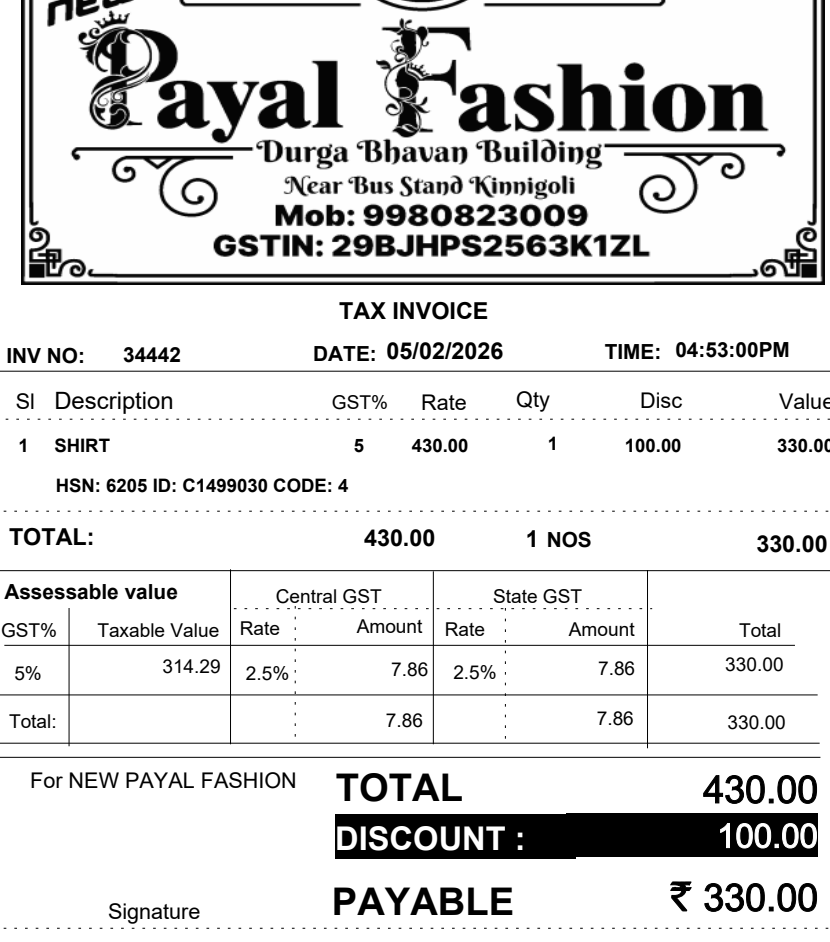 new
Payal Fashion
Durga Bhavan Building
Near Bus Stand Kinnigoli
Mob: 9980823009
GSTIN: 29BJHPS2563K1ZL
TAX INVOICE
INV NO: 34442 DATE: 05/02/2026 TIME: 04:53:00PM
Sl Description GST% Rate Qty Disc Value
1 SHIRT 5 430.00 1 100.00 330.00
HSN: 6205 ID: C1499030 CODE: 4
TOTAL: 430.00 1 NOS 330.00
Assessable value Central GST State GST
GST% Taxable Value Rate Amount Rate Amount Total
5% 314.29 2.5% 7.86 2.5% 7.86 330.00
Total: 7.86 7.86 330.00
For NEW PAYAL FASHION TOTAL 430.00
DISCOUNT : 100.00
Signature PAYABLE ₹ 330.00